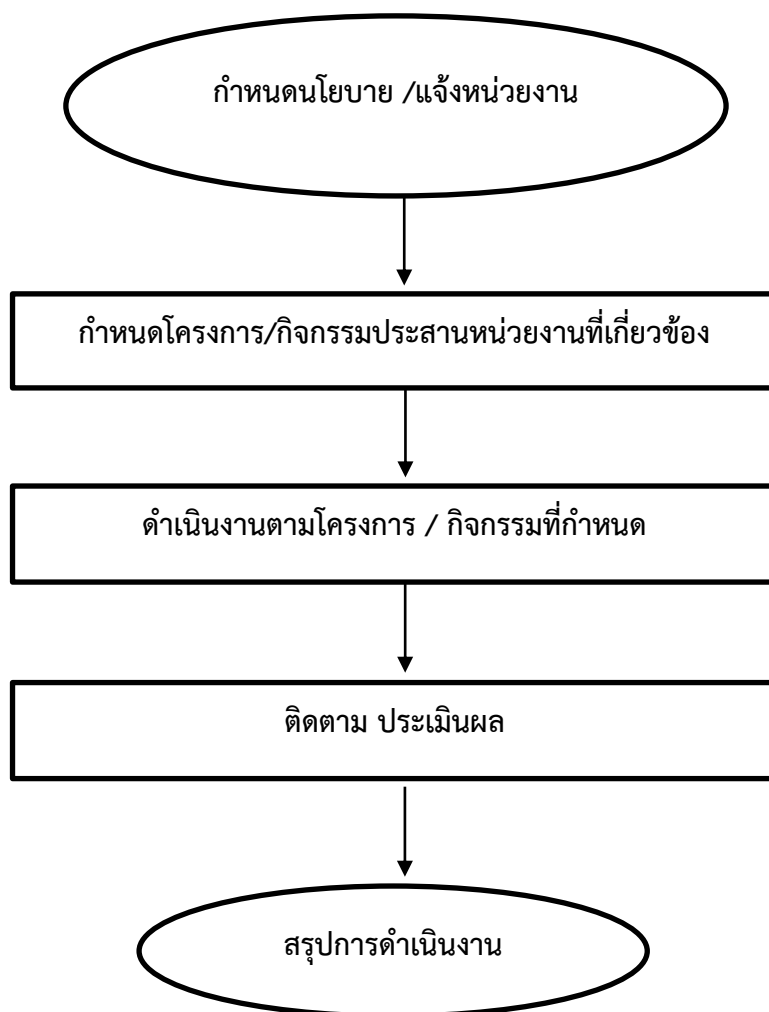 กำหนดนโยบาย /แจ้งหน่วยงาน
กำหนดโครงการ/กิจกรรมประสานหน่วยงานที่เกี่ยวข้อง
ดำเนินงานตามโครงการ / กิจกรรมที่กำหนด
ติดตาม ประเมินผล
สรุปการดำเนินงาน